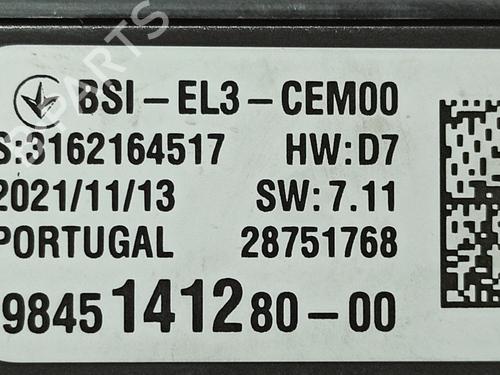 BSI-EL3-CEM00
S:3162164517 HW:D7
2021/11/13 SW:7.11
PORTUGAL 28751768
9845141280-00